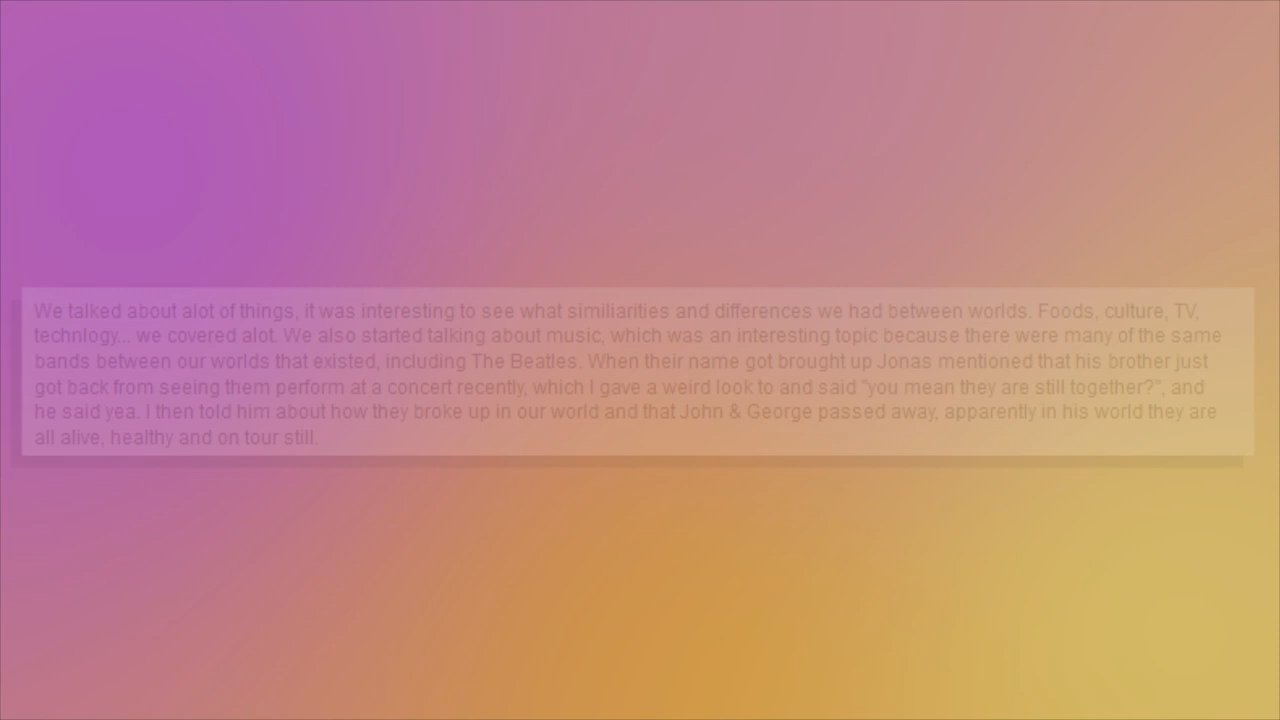 We talked about alot of things, it was interesting to see what similiarities and differences we had between worlds. Foods, culture, TV,
technlogy... we covered alot. We also started talking about music, which was an interesting topic because there were many of the same
bands between our worlds that existed, including The Beatles. When their name got brought up Jonas mentioned that his brother just
got back from seeing them perform at a concert recently, which I gave a weird look to and said "you mean they are still together?", and
he said yea. I then told him about how they broke up in our world and that John & George passed away, apparently in his world they are
all alive, healthy and on tour still.